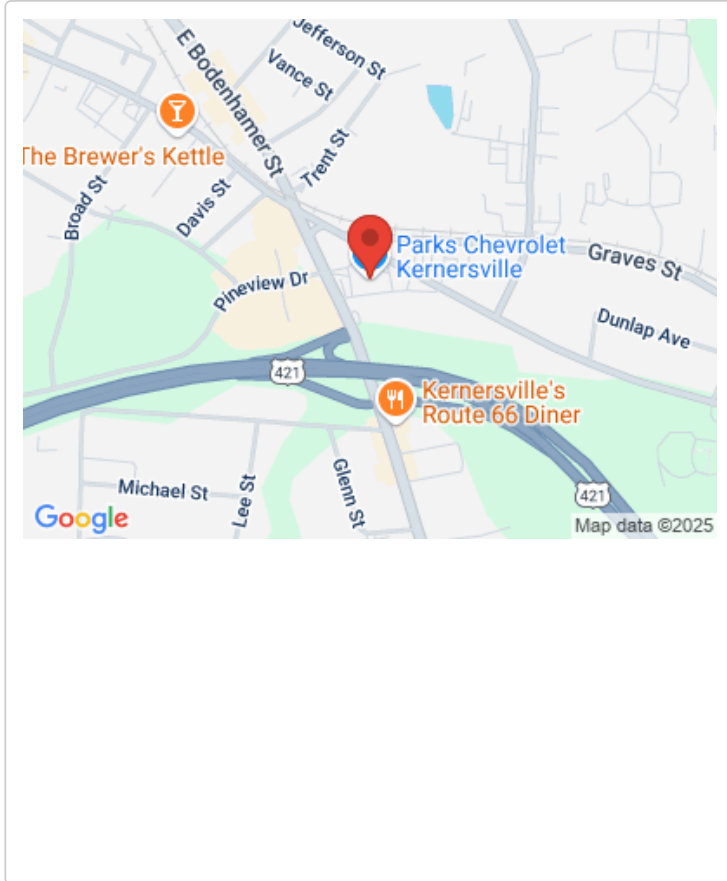 Jefferson St
E Bodenhamer St
Vance St
The Brewer's Kettle
Trent St
Broad St
Davis St
Parks Chevrolet
Kernersville
Graves St
Pineview Dr
Dunlap Ave
421
Kernersville's
Route 66 Diner
Michael St
Lee St
Glenn St
421
Google
Map data ©2025